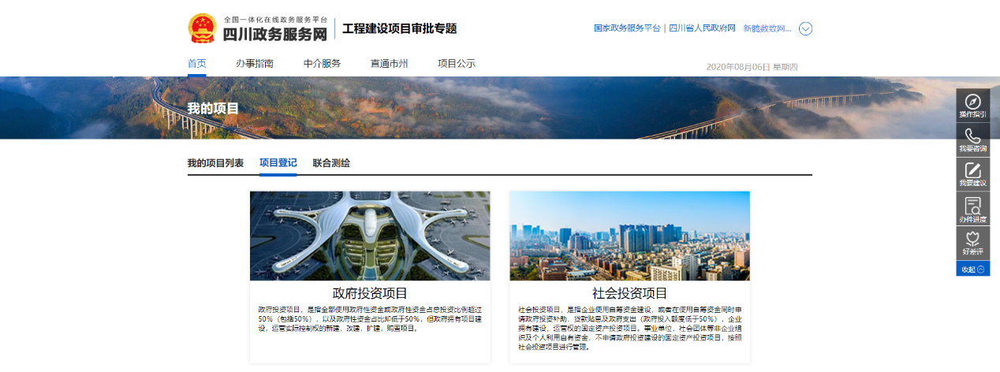 全国一体化在线政务服务平台
四川政务服务网
工程建设项目审批专题
国家政务服务平台 | 四川省人民政府网 新腾数致网...
首页 办事指南 中介服务 直通市州 项目公示
2020年08月06日 星期四
我的项目
操作指引
我要咨询
我要建议
办件进度
好差评
收起
我的项目列表 项目登记 联合测绘
政府投资项目
政府投资项目，是指全部使用政府性资金或政府性资金占总投资比例超过
50%（包括50%），以及政府性资金占比却低于50%，但政府拥有项目建
设，运营实际控制权的新建，改建，扩建，购置项目。
社会投资项目
社会投资项目，是指企业使用自筹资金建设，或者在使用自筹资金同时申
请政府投资补助，贷款贴息及政府支出（政府投入额度低于50%），企业
拥有建设，运营权的固定资产投资项目。事业单位，社会团体等非企业组
织及个人利用自有资金，不申请政府投资建设的固定资产投资项目，按照
社会投资项目进行管理。